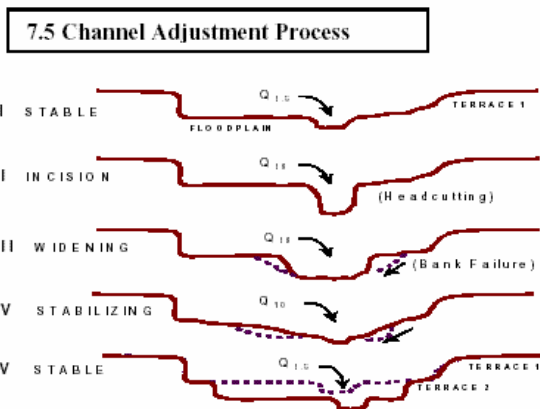 7.5 Channel Adjustment Process
I STABLE
Q 1.5
FLOODPLAIN
TERRACE 1
I INCISION
Q 10
(Headcutting)
II WIDENING
Q 10
(Bank Failure)
V STABILIZING
Q 10
V STABLE
Q 1.5
TERRACE 1
TERRACE 2